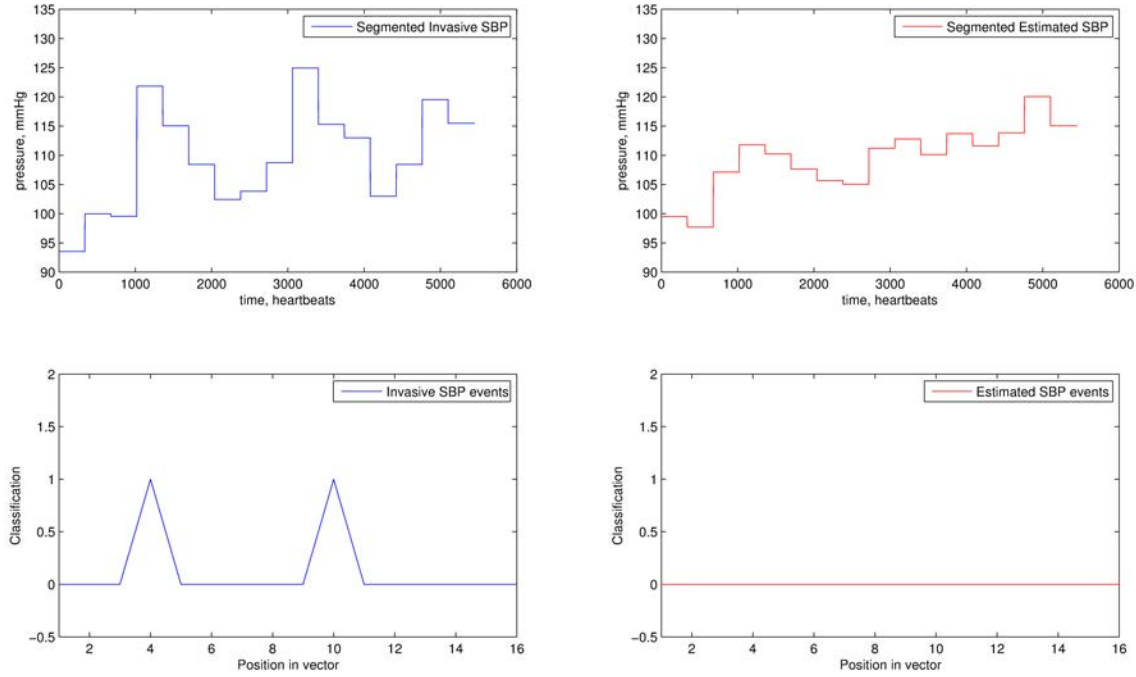 Segmented Invasive SBP
pressure, mmHg
135
130
125
120
115
110
105
100
95
90
0 1000 2000 3000 4000 5000 6000
time, heartbeats
Segmented Estimated SBP
pressure, mmHg
135
130
125
120
115
110
105
100
95
90
0 1000 2000 3000 4000 5000 6000
time, heartbeats
Invasive SBP events
Classification
2
1.5
1
0.5
0
−0.5
2 4 6 8 10 12 14 16
Position in vector
Estimated SBP events
Classification
2
1.5
1
0.5
0
−0.5
2 4 6 8 10 12 14 16
Position in vector